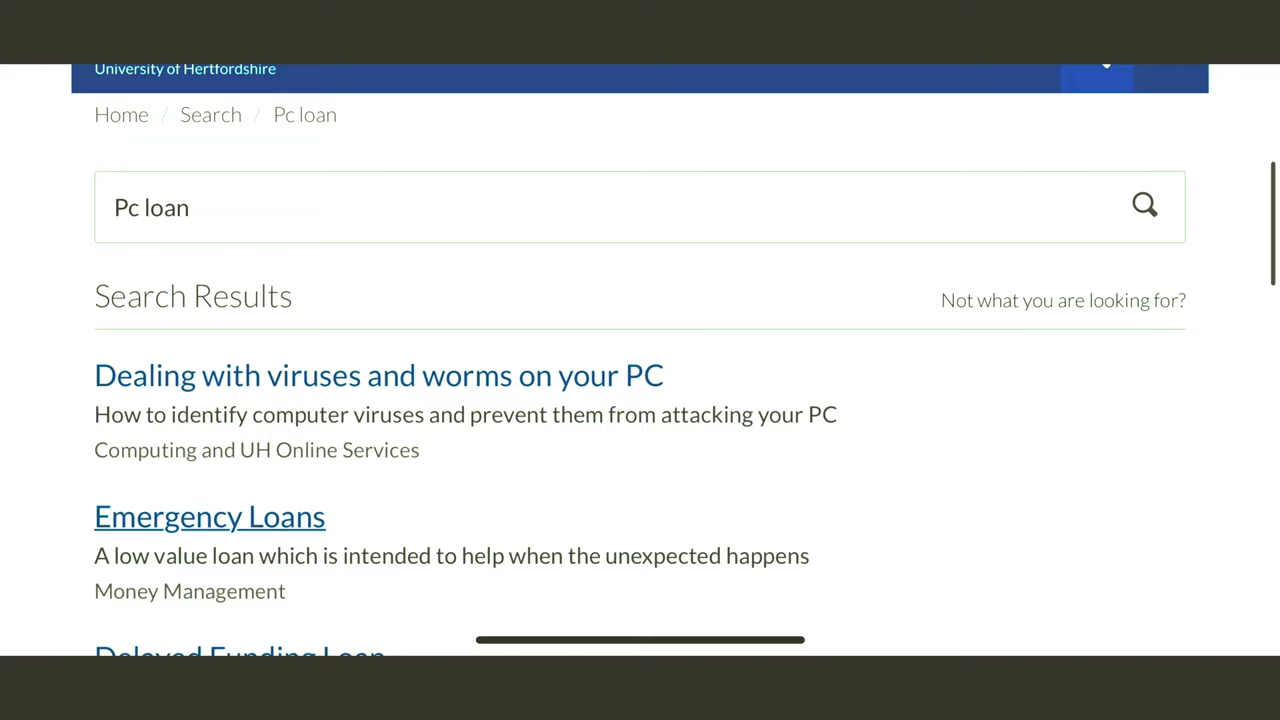 University of Hertfordshire
Home / Search / Pc loan
Pc loan
Search Results
Not what you are looking for?
Dealing with viruses and worms on your PC
How to identify computer viruses and prevent them from attacking your PC
Computing and UH Online Services
Emergency Loans
A low value loan which is intended to help when the unexpected happens
Money Management
Delayed Funding Loan